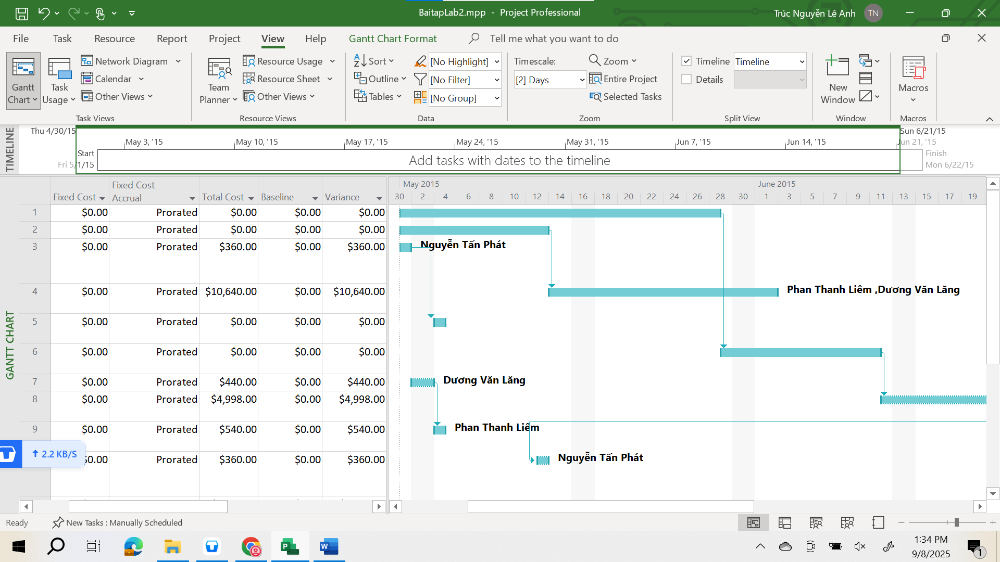 BaitapLab2.mpp - Project Professional
Trúc Nguyễn Lê Anh
TN
File Task Resource Report Project View Help Gantt Chart Format Tell me what you want to do
Gantt Chart
Task Usage
Network Diagram
Calendar
Other Views
Task Views
Team Planner
Resource Usage
Resource Sheet
Other Views
Resource Views
Sort
Outline
Tables
[No Highlight]
[No Filter]
[No Group]
Data
Timescale:
[2] Days
Zoom
Entire Project
Selected Tasks
Zoom
Timeline Timeline
Details
Split View
New Window
Window
Macros
Macros
TIMELINE
Thu 4/30/15
Sun 6/21/15
May 3, '15 May 10, '15 May 17, '15 May 24, '15 May 31, '15 Jun 7, '15 Jun 14, '15 Jun 21, '15
Start
Fri 5/1/15
Add tasks with dates to the timeline
Finish
Mon 6/22/15
GANTT CHART
Fixed Cost Fixed Cost Accrual Total Cost Baseline Variance
May 2015 June 2015
30 2 4 6 8 10 12 14 16 18 20 22 24 26 28 30 1 3 5 7 9 11 13 15 17 19
1 $0.00 Prorated $0.00 $0.00 $0.00
2 $0.00 Prorated $0.00 $0.00 $0.00
3 $0.00 Prorated $360.00 $0.00 $360.00 Nguyễn Tấn Phát
4 $0.00 Prorated $10,640.00 $0.00 $10,640.00 Phan Thanh Liêm ,Dương Văn Lăng
5 $0.00 Prorated $0.00 $0.00 $0.00
6 $0.00 Prorated $0.00 $0.00 $0.00
7 $0.00 Prorated $440.00 $0.00 $440.00 Dương Văn Lăng
8 $0.00 Prorated $4,998.00 $0.00 $4,998.00
9 $0.00 Prorated $540.00 $0.00 $540.00 Phan Thanh Liêm
2.2 KB/S
$0.00 Prorated $360.00 $0.00 $360.00 Nguyễn Tấn Phát
Ready New Tasks : Manually Scheduled
1:34 PM
9/8/2025
1